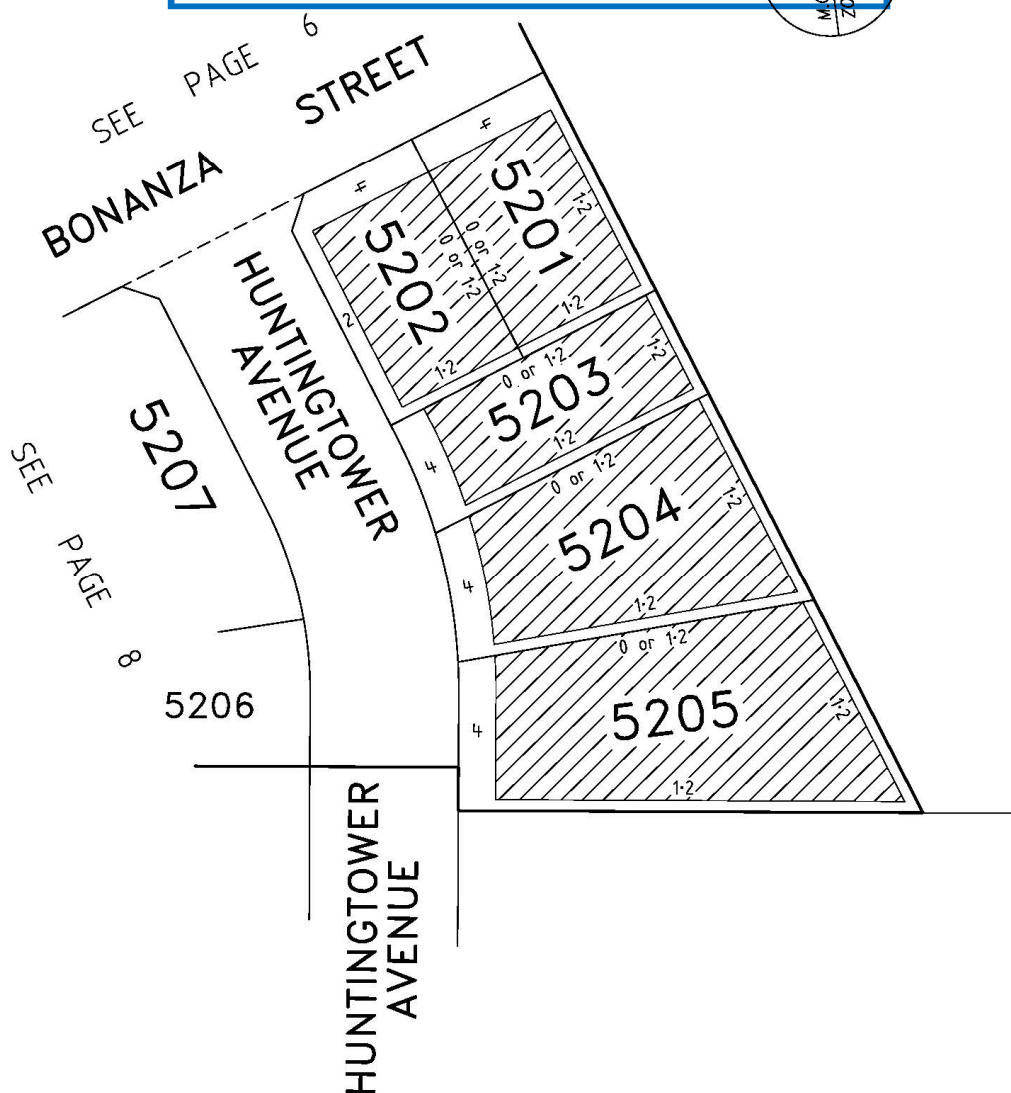 M.G
ZO
SEE PAGE 6
BONANZA STREET
4
4
5201
5202
1·2
0 or 1·2
0 or 1·2
1·2
1·2
2
HUNTINGTOWER
AVENUE
0 or 1·2
5203
1·2
1·2
4
5207
SEE PAGE 8
0 or 1·2
5204
1·2
1·2
4
0 or 1·2
5205
1·2
1·2
4
5206
HUNTINGTOWER
AVENUE